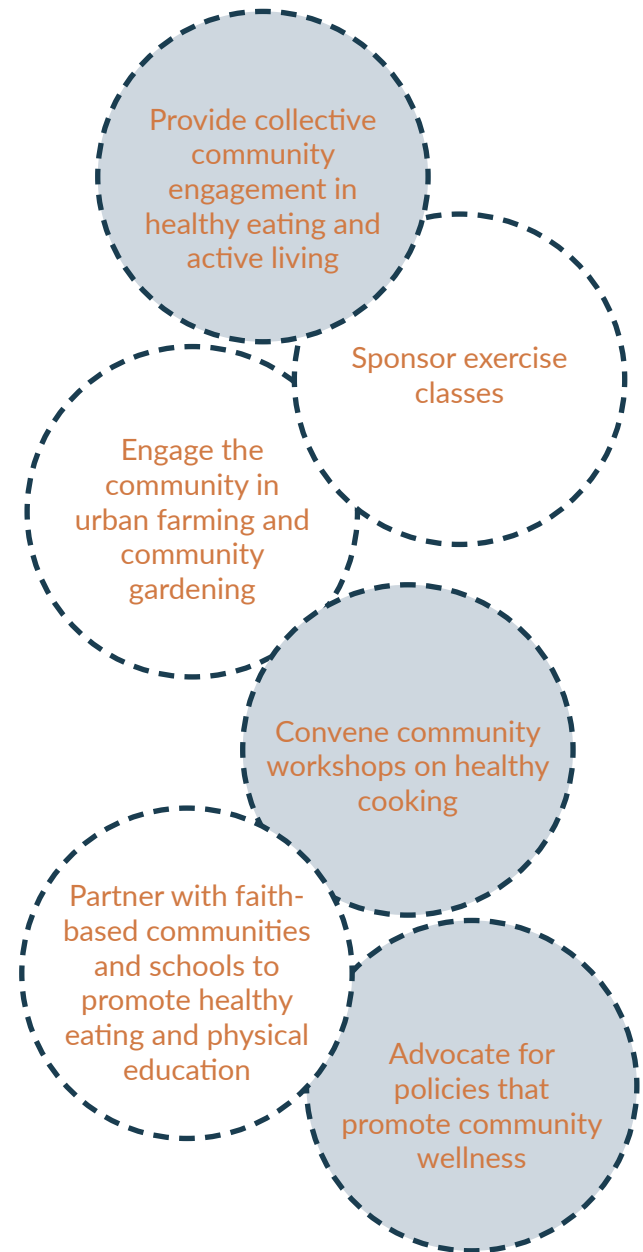 Provide collective
community
engagement in
healthy eating and
active living
Sponsor exercise
classes
Engage the
community in
urban farming and
community
gardening
Convene community
workshops on healthy
cooking
Partner with faith-
based communities
and schools to
promote healthy
eating and physical
education
Advocate for
policies that
promote community
wellness